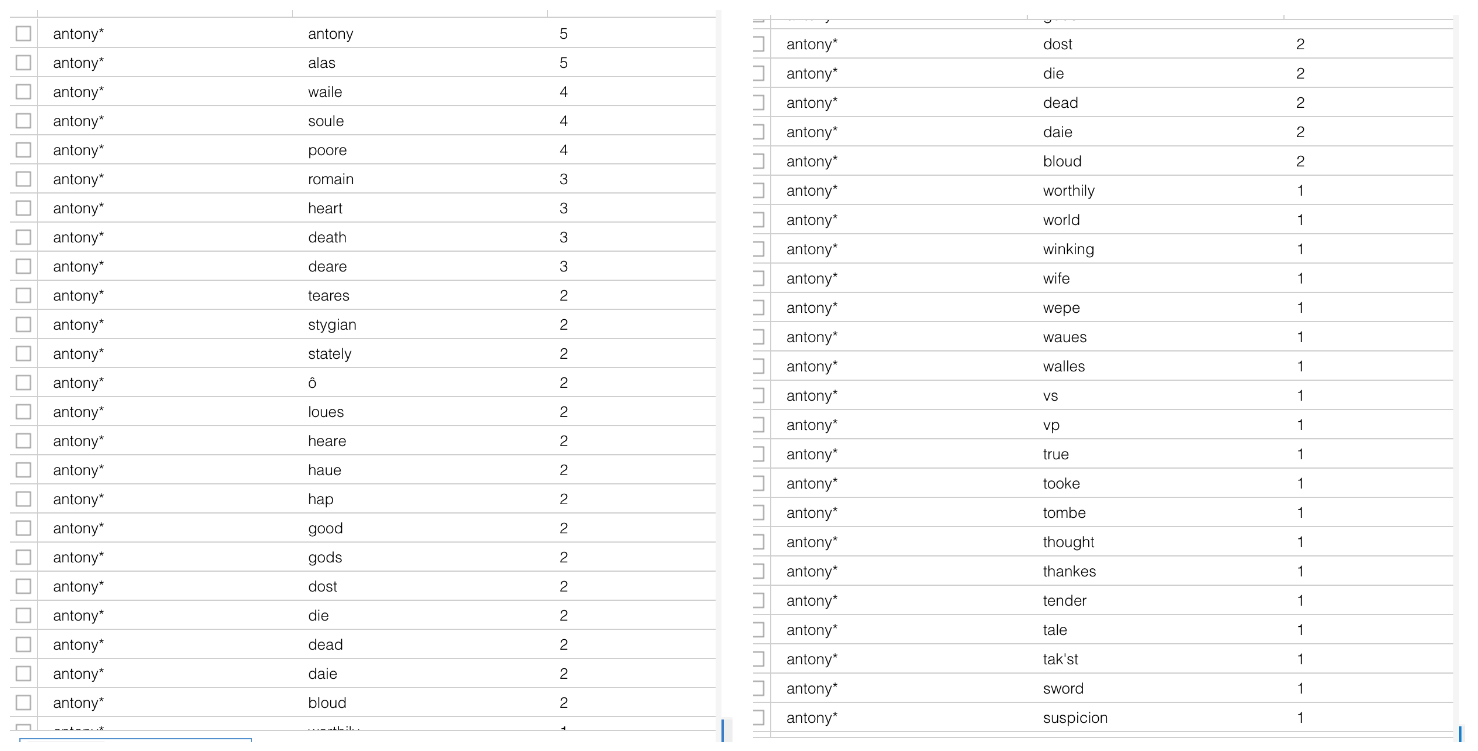 antony* antony 5
antony* alas 5
antony* waile 4
antony* soule 4
antony* poore 4
antony* romain 3
antony* heart 3
antony* death 3
antony* deare 3
antony* teares 2
antony* stygian 2
antony* stately 2
antony* ô 2
antony* loues 2
antony* heare 2
antony* haue 2
antony* hap 2
antony* good 2
antony* gods 2
antony* dost 2
antony* die 2
antony* dead 2
antony* daie 2
antony* bloud 2
antony* dost 2
antony* die 2
antony* dead 2
antony* daie 2
antony* bloud 2
antony* worthily 1
antony* world 1
antony* winking 1
antony* wife 1
antony* wepe 1
antony* waues 1
antony* walles 1
antony* vs 1
antony* vp 1
antony* true 1
antony* tooke 1
antony* tombe 1
antony* thought 1
antony* thankes 1
antony* tender 1
antony* tale 1
antony* tak'st 1
antony* sword 1
antony* suspicion 1